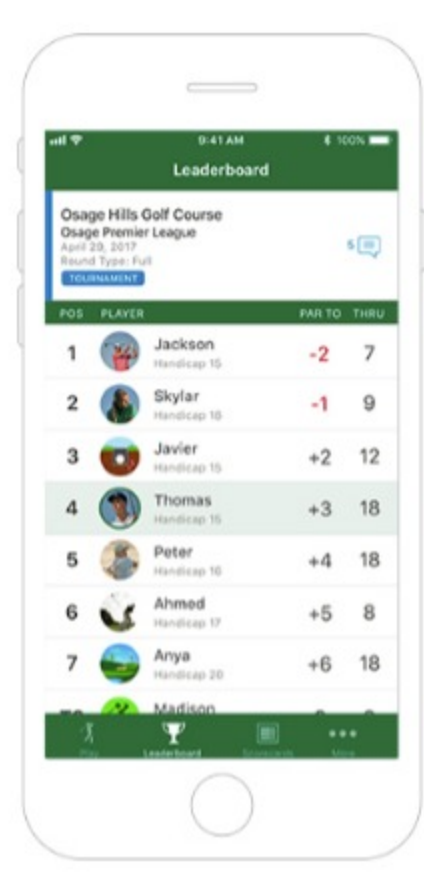 9:41 AM 100%
Leaderboard
Osage Hills Golf Course
Osage Premier League
April 29, 2017
Round Type: Full
5
TOURNAMENT
POS PLAYER PAR TO THRU
1 Jackson -2 7
Handicap 15
2 Skylar -1 9
Handicap 18
3 Javier +2 12
Handicap 15
4 Thomas +3 18
Handicap 15
5 Peter +4 18
Handicap 16
6 Ahmed +5 8
Handicap 17
7 Anya +6 18
Handicap 20
Madison
Play Leaderboard Scorecards More